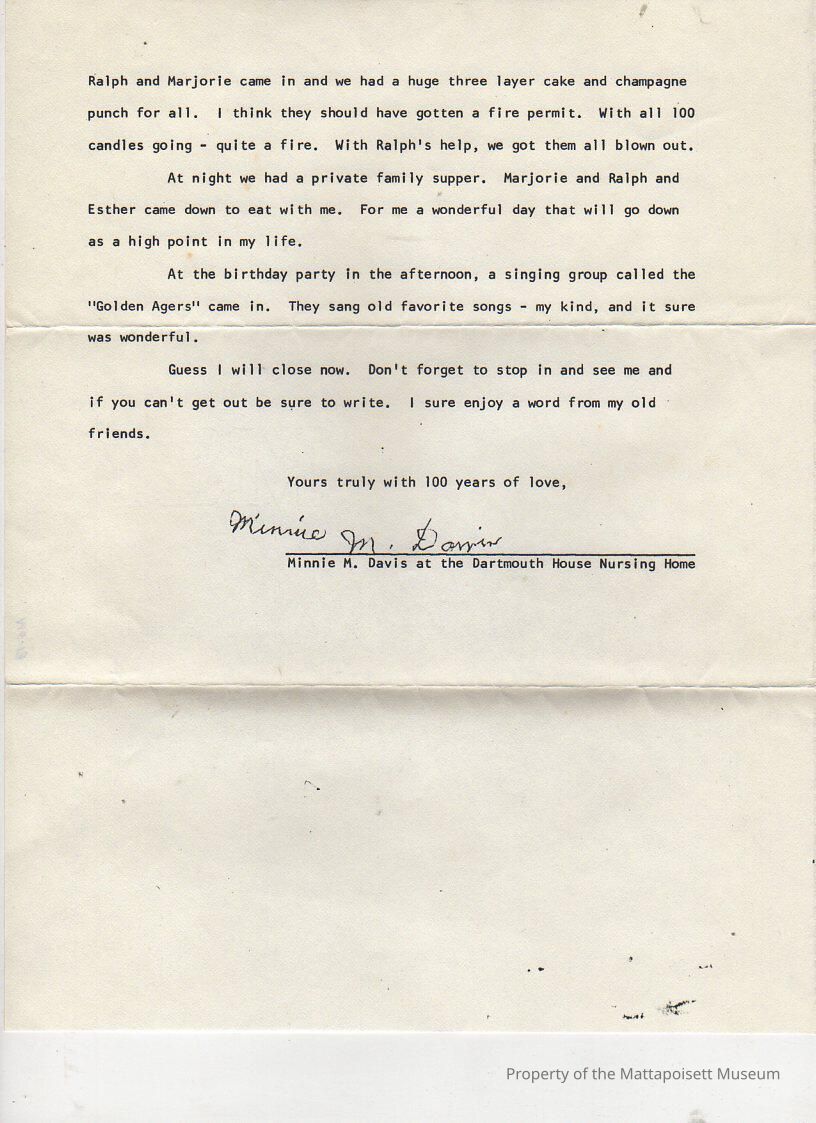 Ralph and Marjorie came in and we had a huge three layer cake and champagne
punch for all.  I think they should have gotten a fire permit.  With all 100
candles going - quite a fire.  With Ralph's help, we got them all blown out.
At night we had a private family supper.  Marjorie and Ralph and
Esther came down to eat with me.  For me a wonderful day that will go down
as a high point in my life.
At the birthday party in the afternoon, a singing group called the
"Golden Agers" came in.  They sang old favorite songs - my kind, and it sure
was wonderful.
Guess I will close now.  Don't forget to stop in and see me and
if you can't get out be sure to write.  I sure enjoy a word from my old
friends.
Yours truly with 100 years of love,
Minnie M. Davis
Minnie M. Davis at the Dartmouth House Nursing Home
Property of the Mattapoisett Museum